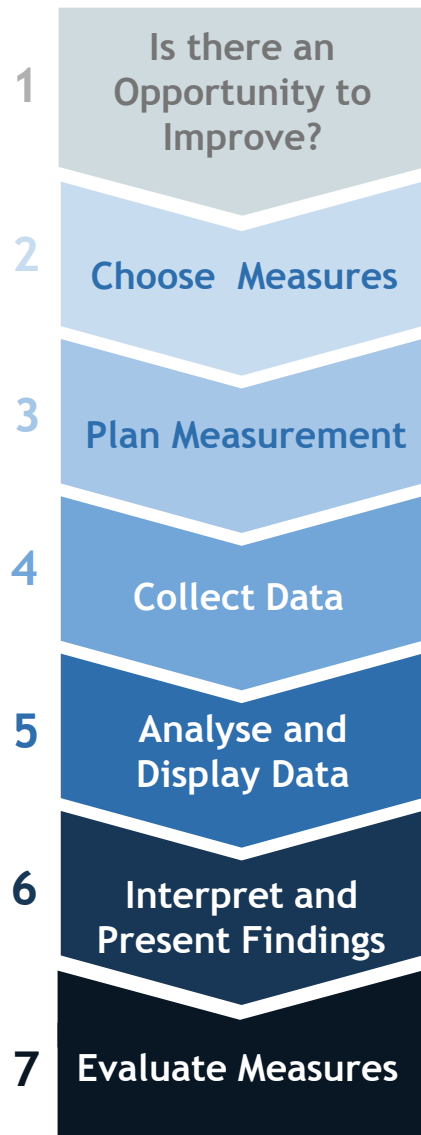 1
Is there an
Opportunity to
Improve?
2
Choose Measures
3
Plan Measurement
4
Collect Data
5
Analyse and
Display Data
6
Interpret and
Present Findings
7
Evaluate Measures